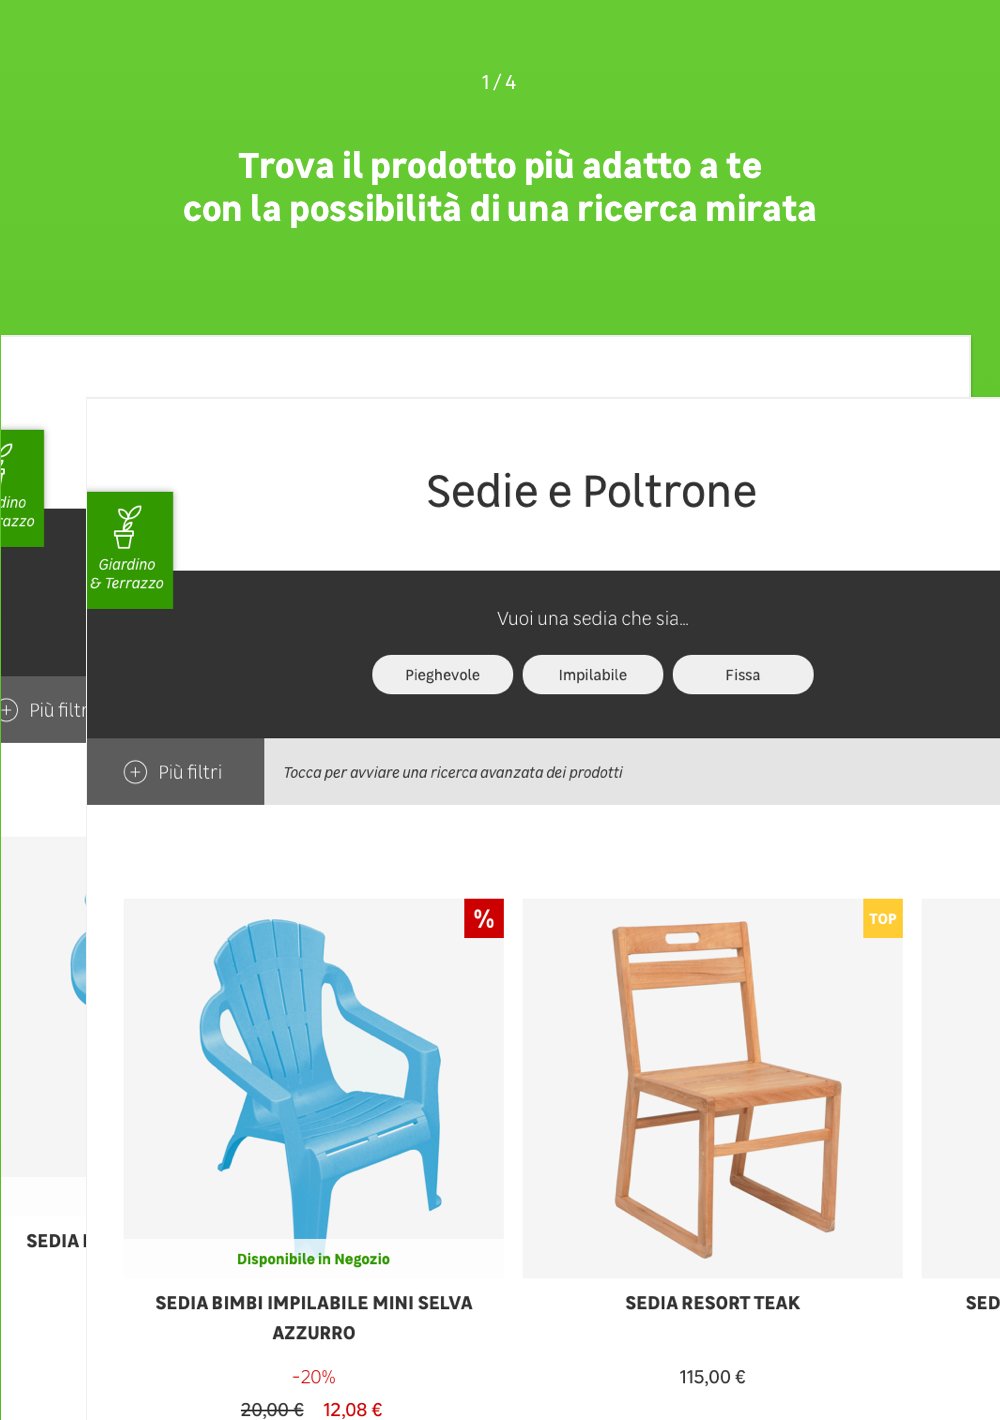 1 / 4
Trova il prodotto più adatto a te
con la possibilità di una ricerca mirata
Sedie e Poltrone
Giardino
& Terrazzo
Vuoi una sedia che sia...
Pieghevole
Impilabile
Fissa
Più filtri
Più filtri
Tocca per avviare una ricerca avanzata dei prodotti
%
TOP
Disponibile in Negozio
SEDIA
SEDIA BIMBI IMPILABILE MINI SELVA
AZZURRO
-20%
20,00 € 12,08 €
SEDIA RESORT TEAK
115,00 €
SED